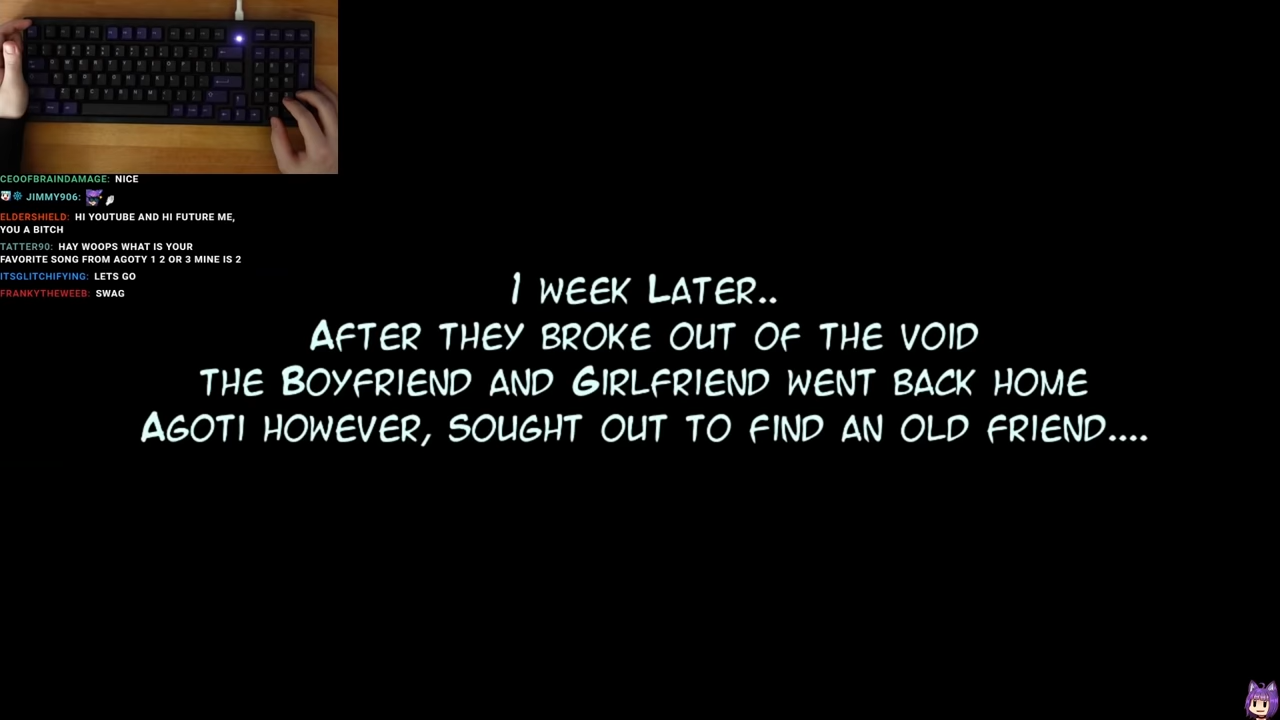 CEOOFBRAINDAMAGE: NICE
JIMMY906:
ELDERSHIELD: HI YOUTUBE AND HI FUTURE ME,
YOU A BITCH
TATTER90: HAY WOOPS WHAT IS YOUR
FAVORITE SONG FROM AGOTY 1 2 OR 3 MINE IS 2
ITSGLITCHIFYING: LETS GO
FRANKYTHEWEEB: SWAG
1 WEEK LATER..
AFTER THEY BROKE OUT OF THE VOID
THE BOYFRIEND AND GIRLFRIEND WENT BACK HOME
AGOTI HOWEVER, SOUGHT OUT TO FIND AN OLD FRIEND....